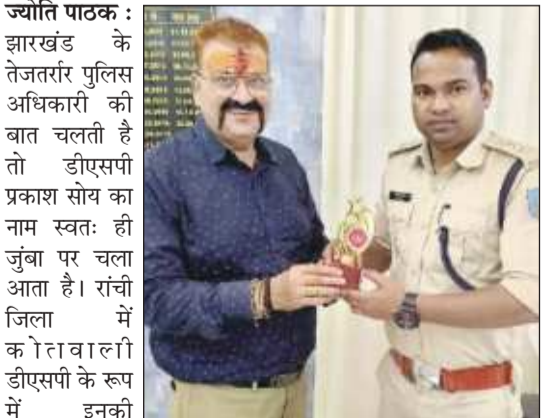 ज्योति पाठक :
झारखंड के
तेजतर्रार पुलिस
अधिकारी की
बात चलती है
तो डीएसपी
प्रकाश सोय का
नाम स्वतः ही
जुंबा पर चला
आता है। रांची
जिला में
कोतवाली
डीएसपी के रूप
में इनकी